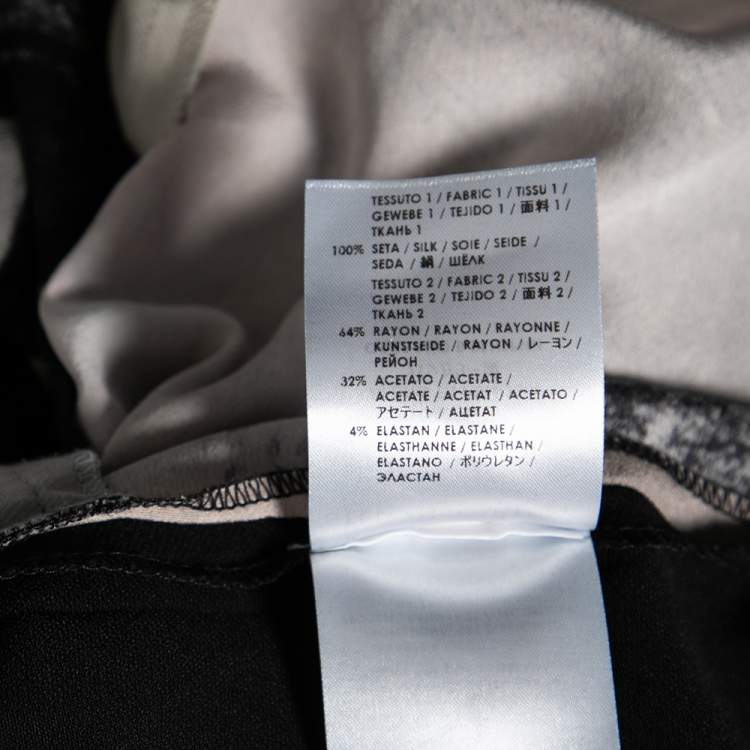 TESSUTO 1 / FABRIC 1 / TISSU 1 /
GEWEBE 1 / TEJIDO 1 / 面料 1 /
ТКАНЬ 1
100% SETA / SILK / SOIE / SEIDE /
SEDA / 絹 / ШЁЛК
TESSUTO 2 / FABRIC 2 / TISSU 2 /
GEWEBE 2 / TEJIDO 2 / 面料 2 /
ТКАНЬ 2
64% RAYON / RAYON / RAYONNE /
KUNSTSEIDE / RAYON / レーヨン /
РЕЙОН
32% ACETATO / ACETATE /
ACETATE / ACETAT / ACETATO /
アセテート / АЦЕТАТ
4% ELASTAN / ELASTANE /
ELASTHANNE / ELASTHAN /
ELASTANO / ポリウレタン /
ЭЛАСТАН